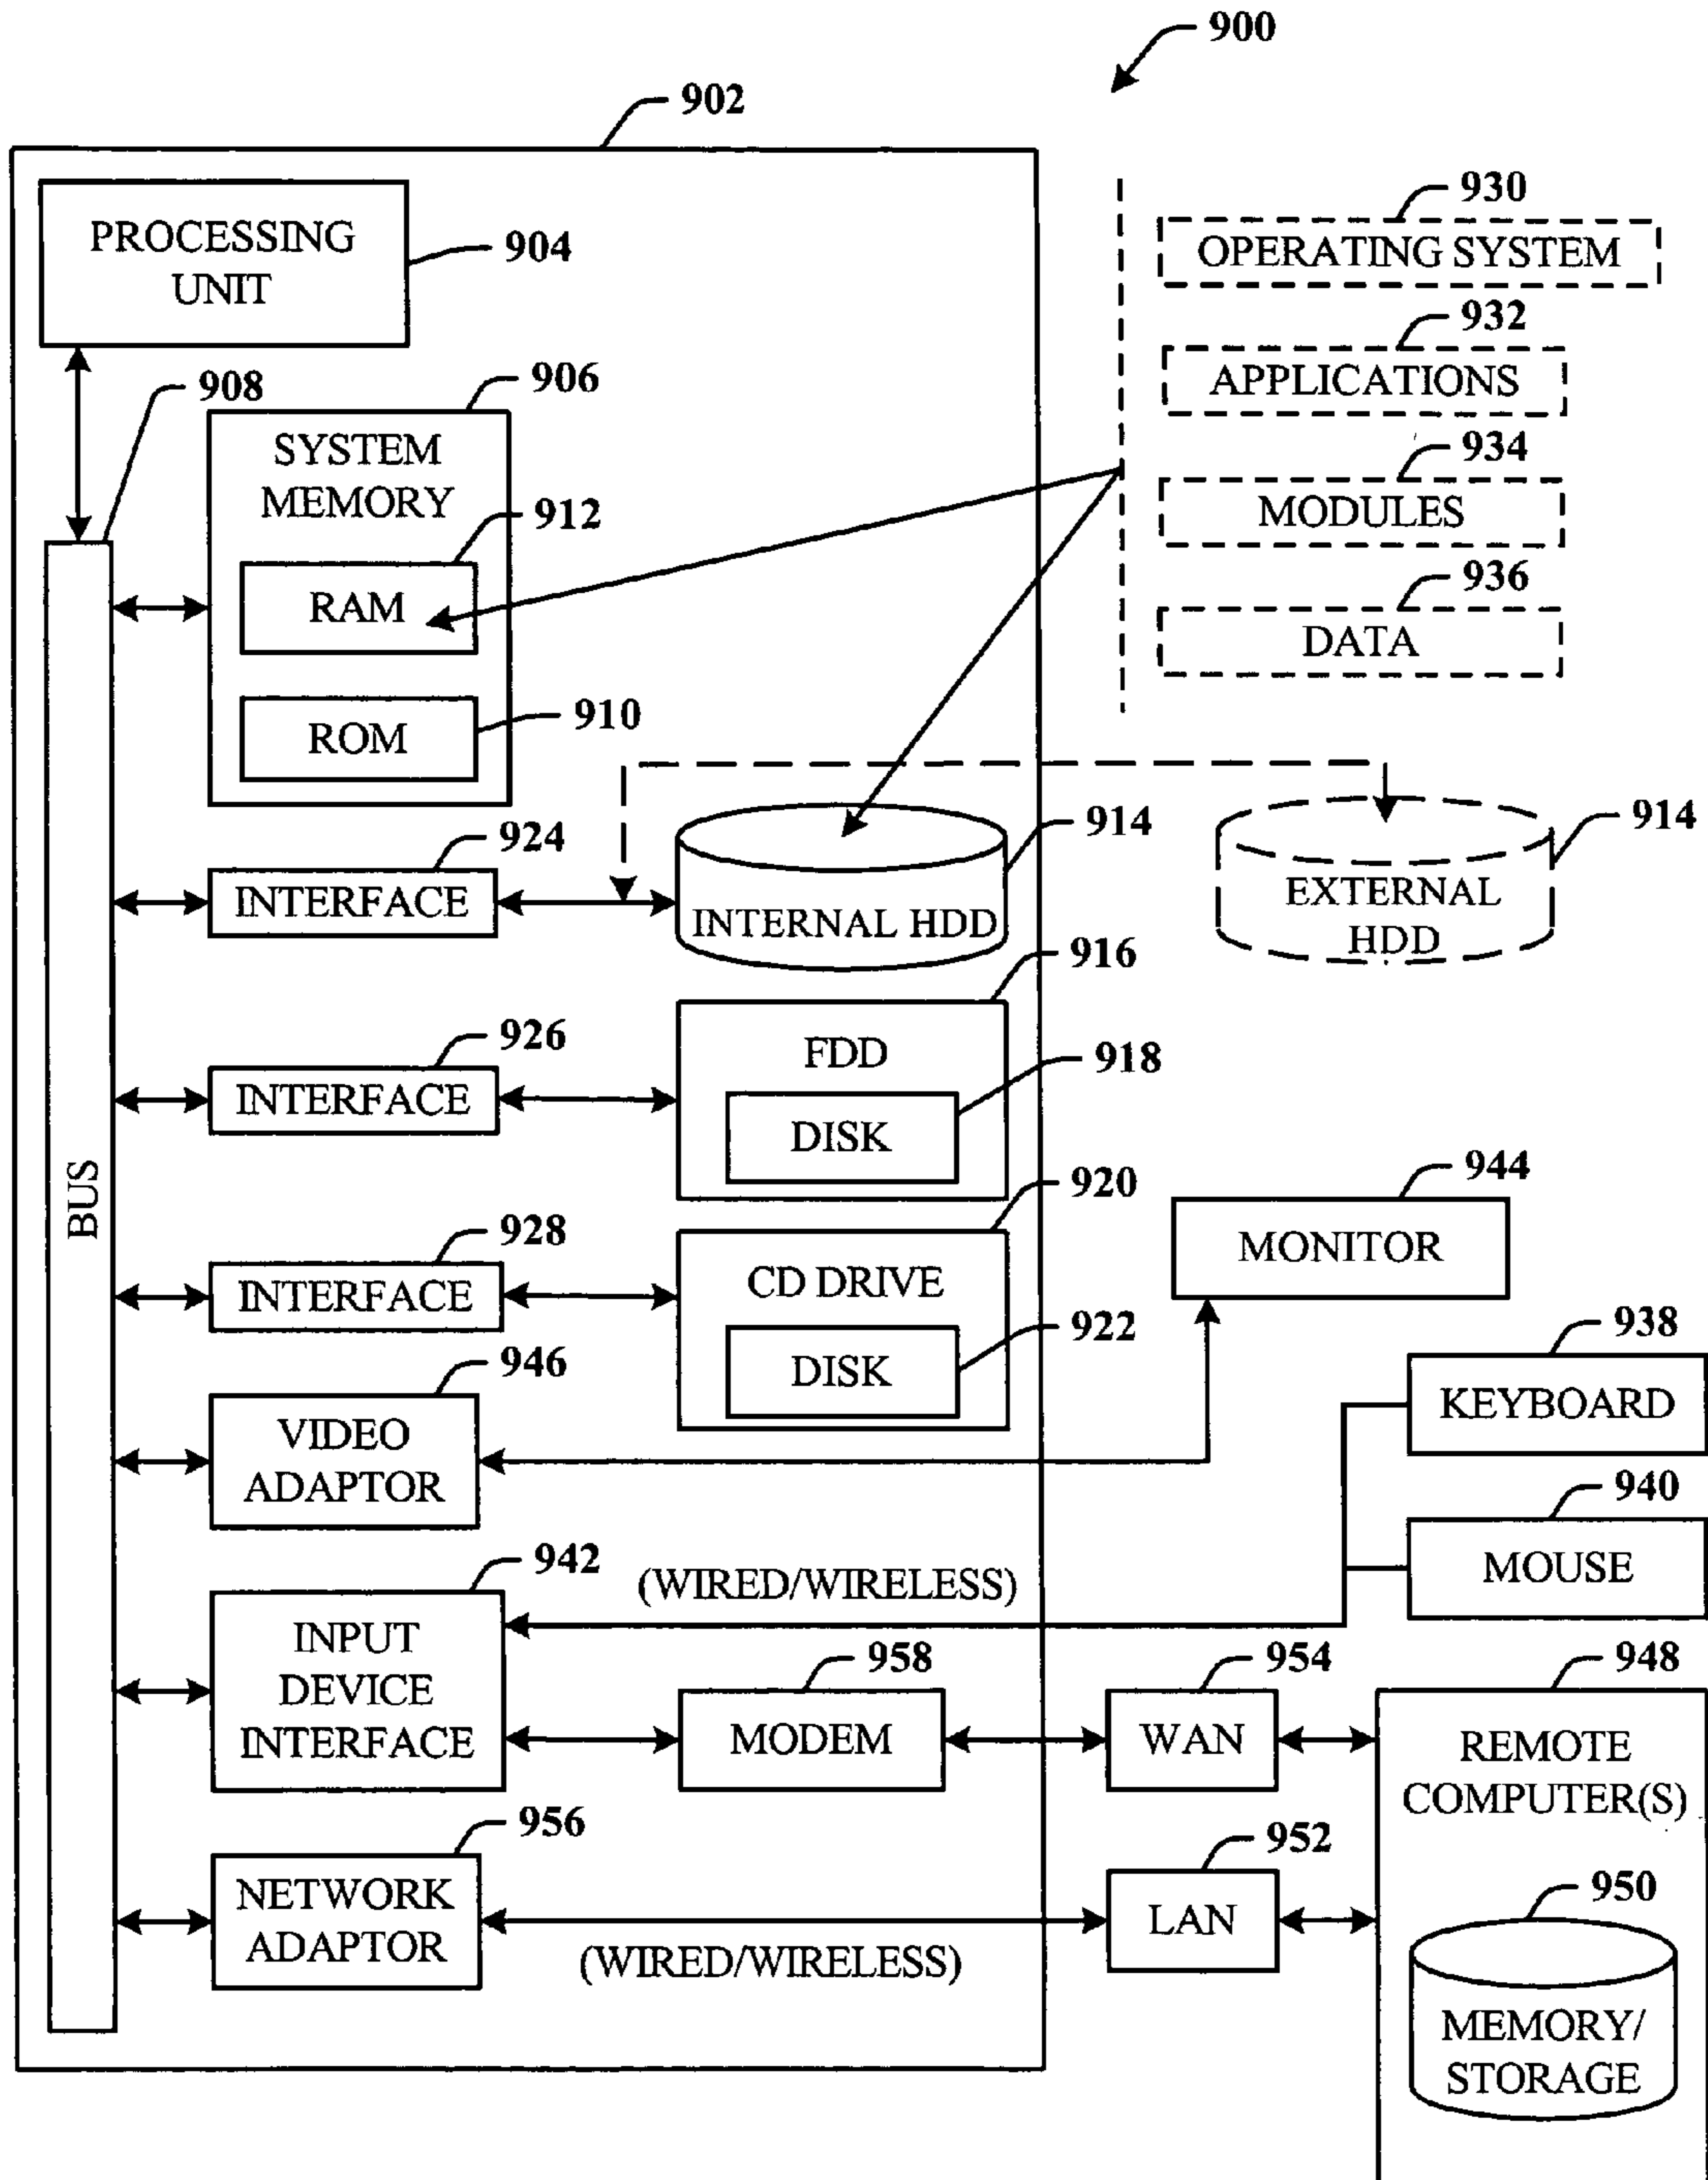 900
902
PROCESSING
UNIT
904
930
OPERATING SYSTEM
932
APPLICATIONS
934
MODULES
936
DATA
908
906
SYSTEM
MEMORY
912
RAM
910
ROM
924
INTERFACE
914
INTERNAL HDD
914
EXTERNAL
HDD
916
FDD
926
INTERFACE
918
DISK
BUS
920
CD DRIVE
928
INTERFACE
922
DISK
944
MONITOR
946
VIDEO
ADAPTOR
938
KEYBOARD
940
MOUSE
942
INPUT
DEVICE
INTERFACE
(WIRED/WIRELESS)
958
MODEM
954
WAN
948
REMOTE
COMPUTER(S)
956
NETWORK
ADAPTOR
(WIRED/WIRELESS)
952
LAN
950
MEMORY/
STORAGE